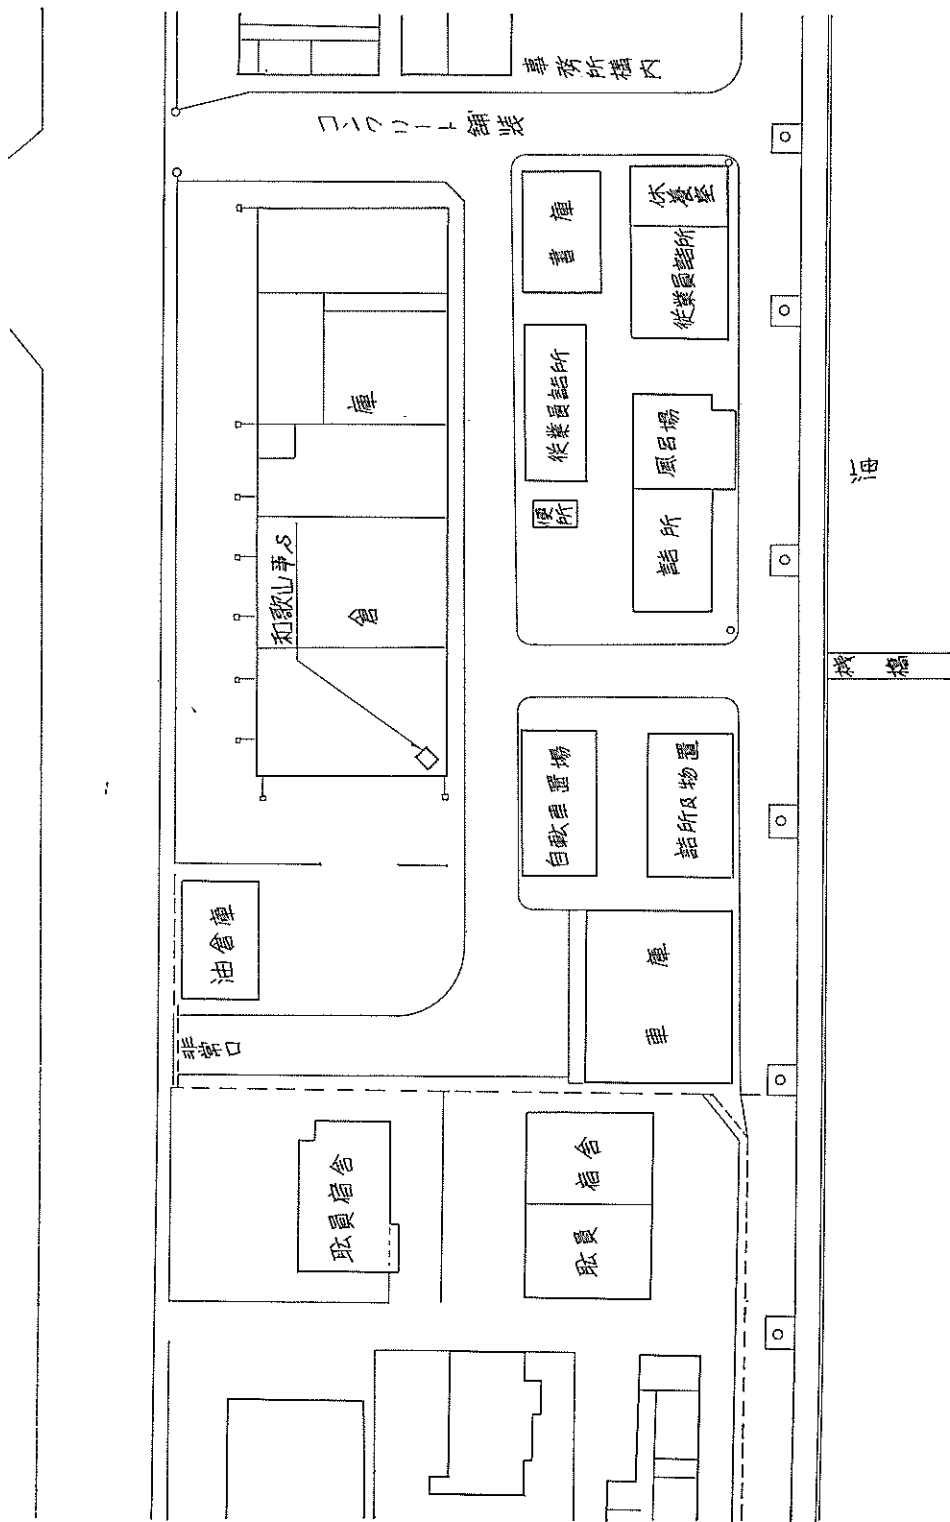 事務所構内
コンクリート舗装
書庫
休養室
従業員詰所
従業員詰所
便所
風呂場
詰所
倉庫
和歌山事-S
海
桟橋
自動車置場
詰所及物置
車庫
油倉庫
非常口
職員宿舎
職員宿舎